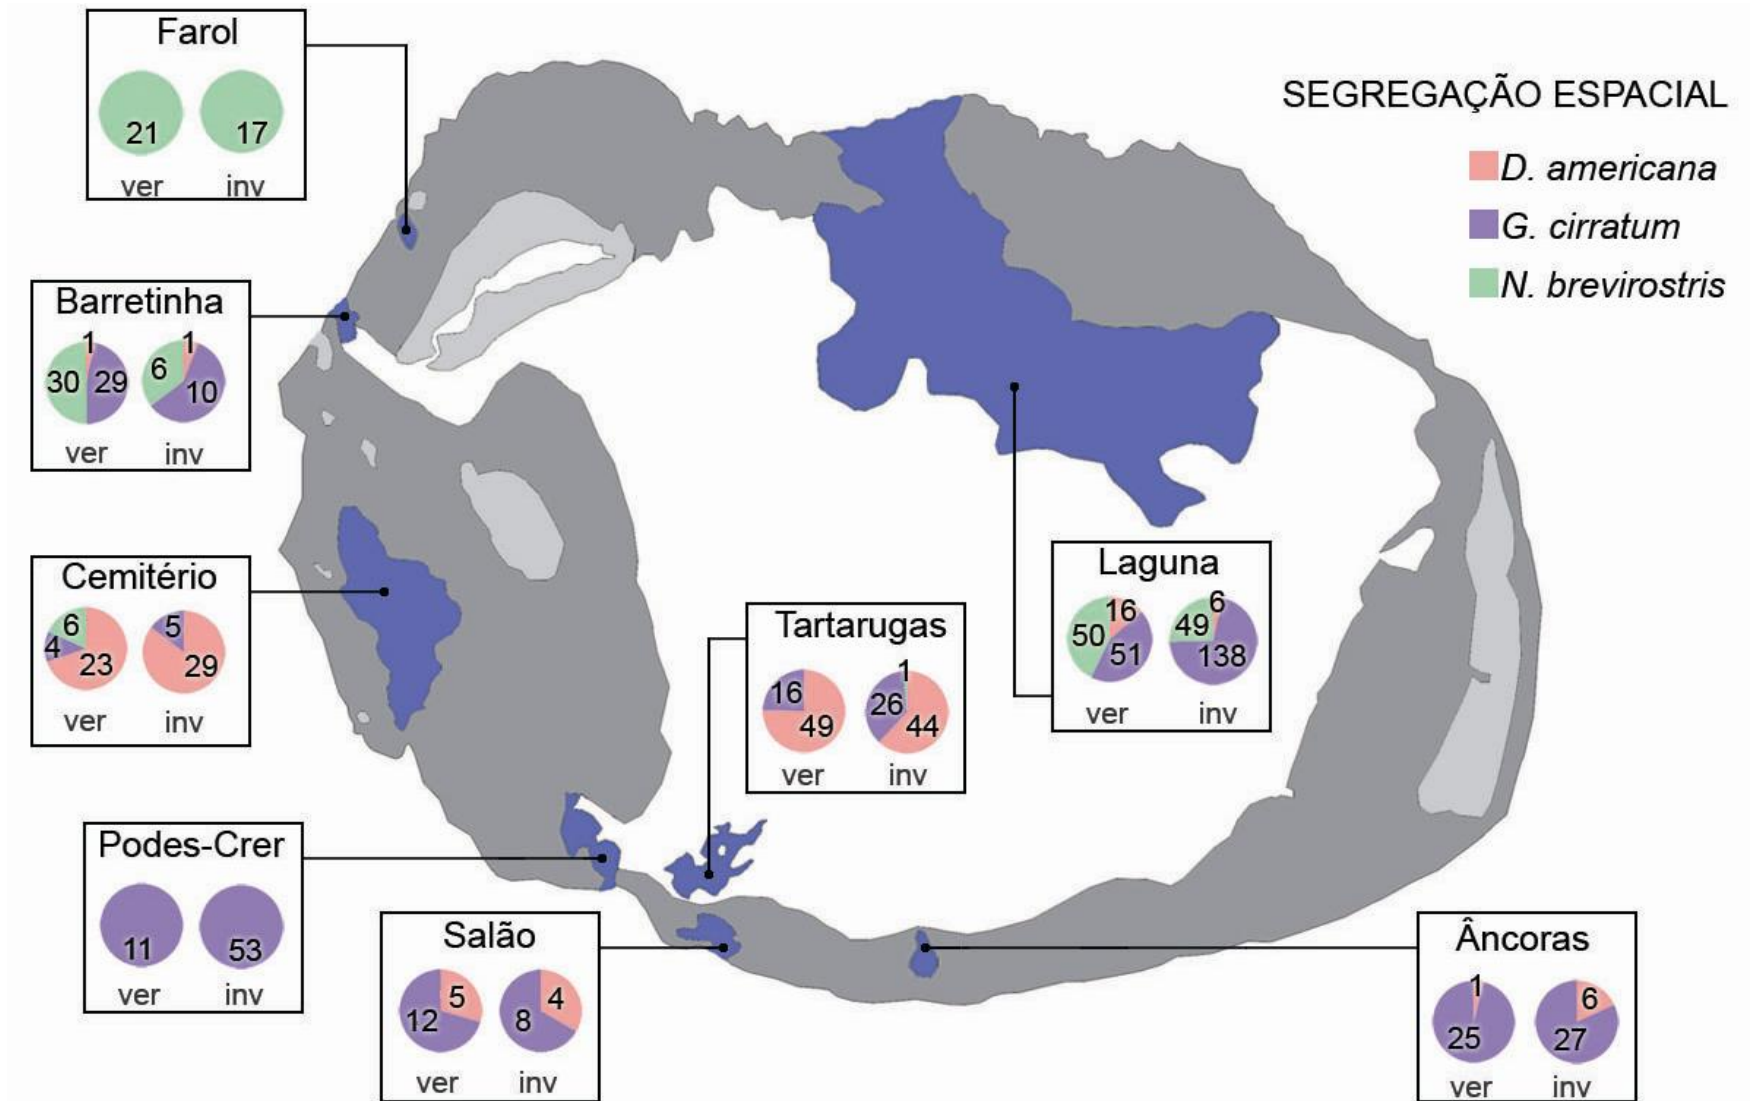 Farol
21 17
ver inv
SEGREGAÇÃO ESPACIAL
D. americana
G. cirratum
N. brevirostris
Barretinha
1 1
30 29 6 10
ver inv
Cemitério
6 5
4 23 29
ver inv
Laguna
16 6
50 51 49 138
ver inv
Tartarugas
16 49 1 26 44
ver inv
Podes-Crer
11 53
ver inv
Salão
5 4
12 8
ver inv
Âncoras
1 6
25 27
ver inv